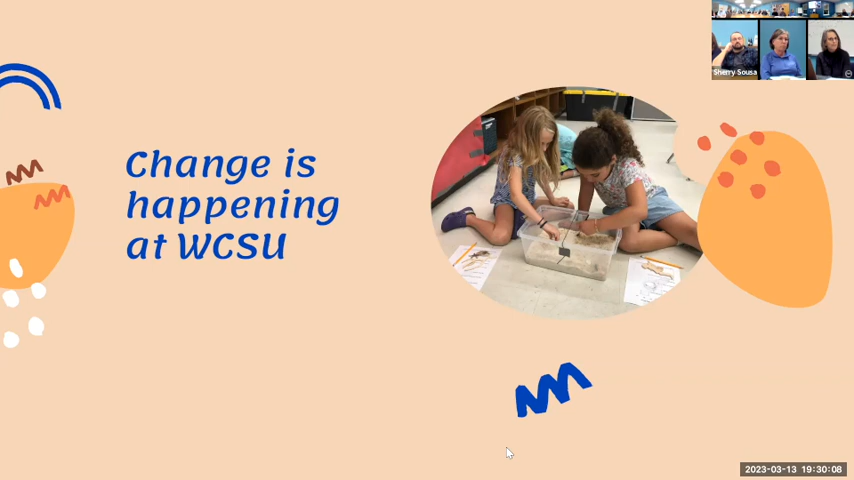 Change is
happening
at WCSU
Sherry Sousa
2023-03-13 19:30:08